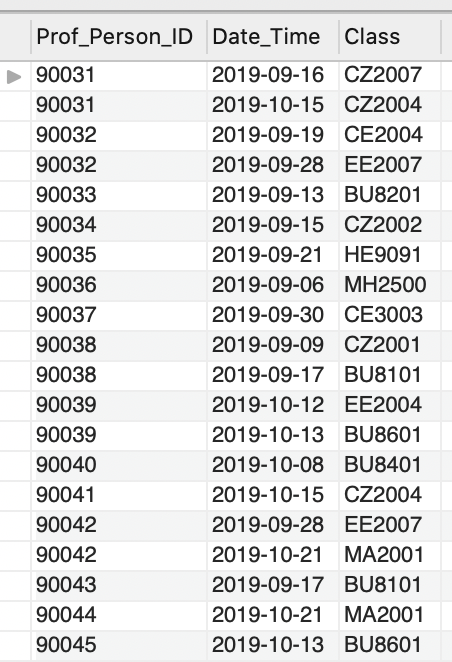 Prof_Person_ID Date_Time Class
90031 2019-09-16 CZ2007
90031 2019-10-15 CZ2004
90032 2019-09-19 CE2004
90032 2019-09-28 EE2007
90033 2019-09-13 BU8201
90034 2019-09-15 CZ2002
90035 2019-09-21 HE9091
90036 2019-09-06 MH2500
90037 2019-09-30 CE3003
90038 2019-09-09 CZ2001
90038 2019-09-17 BU8101
90039 2019-10-12 EE2004
90039 2019-10-13 BU8601
90040 2019-10-08 BU8401
90041 2019-10-15 CZ2004
90042 2019-09-28 EE2007
90042 2019-10-21 MA2001
90043 2019-09-17 BU8101
90044 2019-10-21 MA2001
90045 2019-10-13 BU8601